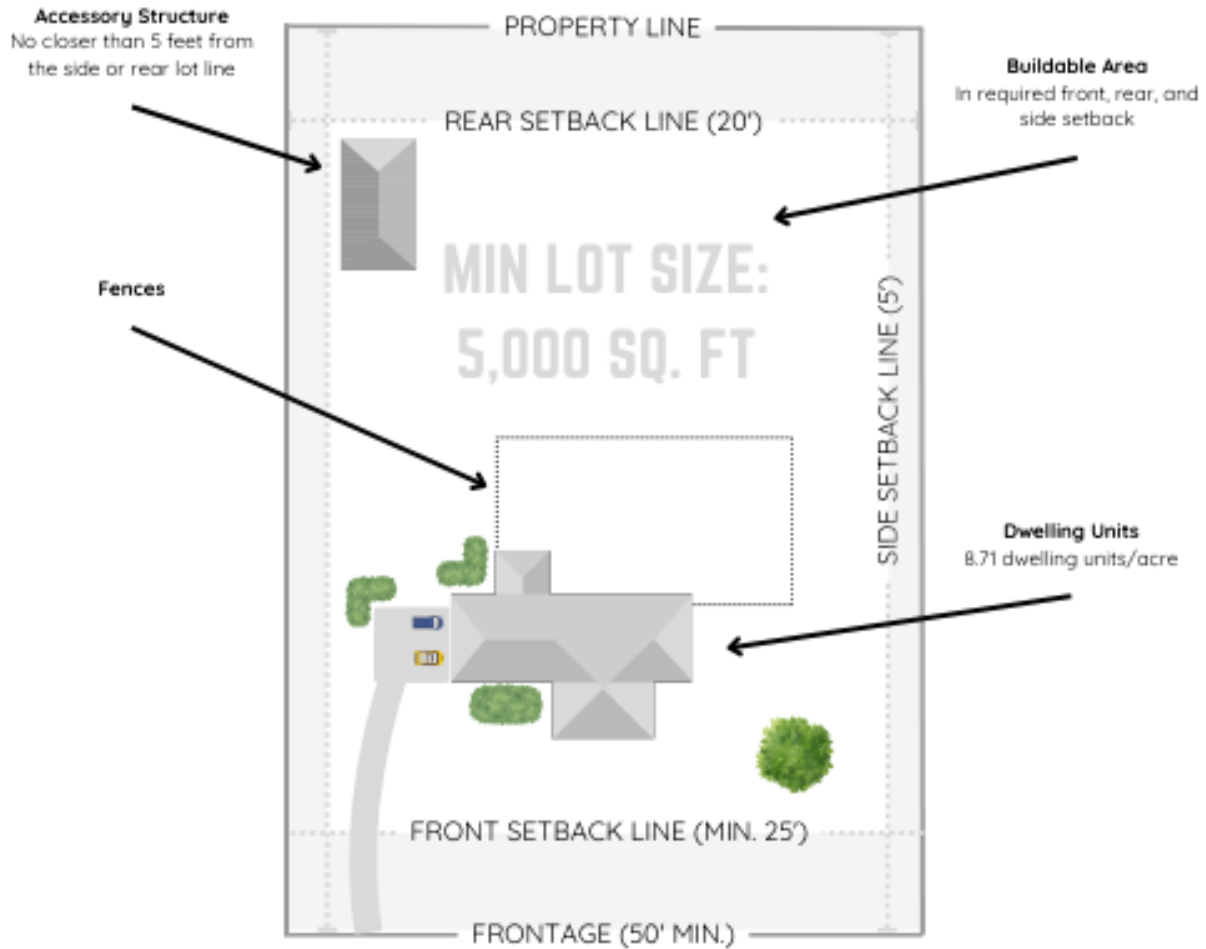 Accessory Structure
No closer than 5 feet from
the side or rear lot line
PROPERTY LINE
Buildable Area
In required front, rear, and
side setback
REAR SETBACK LINE (20')
MIN LOT SIZE:
5,000 SQ. FT
Fences
SIDE SETBACK LINE (5')
Dwelling Units
8.71 dwelling units/acre
FRONT SETBACK LINE (MIN. 25')
FRONTAGE (50' MIN.)